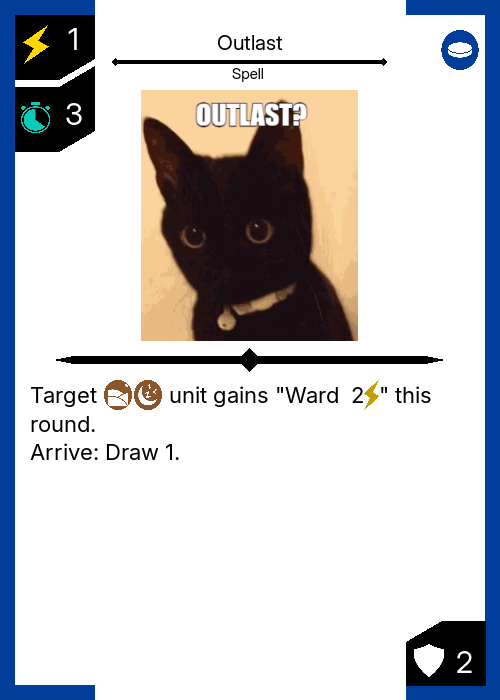 1
Outlast
Spell
3
OUTLAST?
Target unit gains "Ward 2" this
round.
Arrive: Draw 1.
2